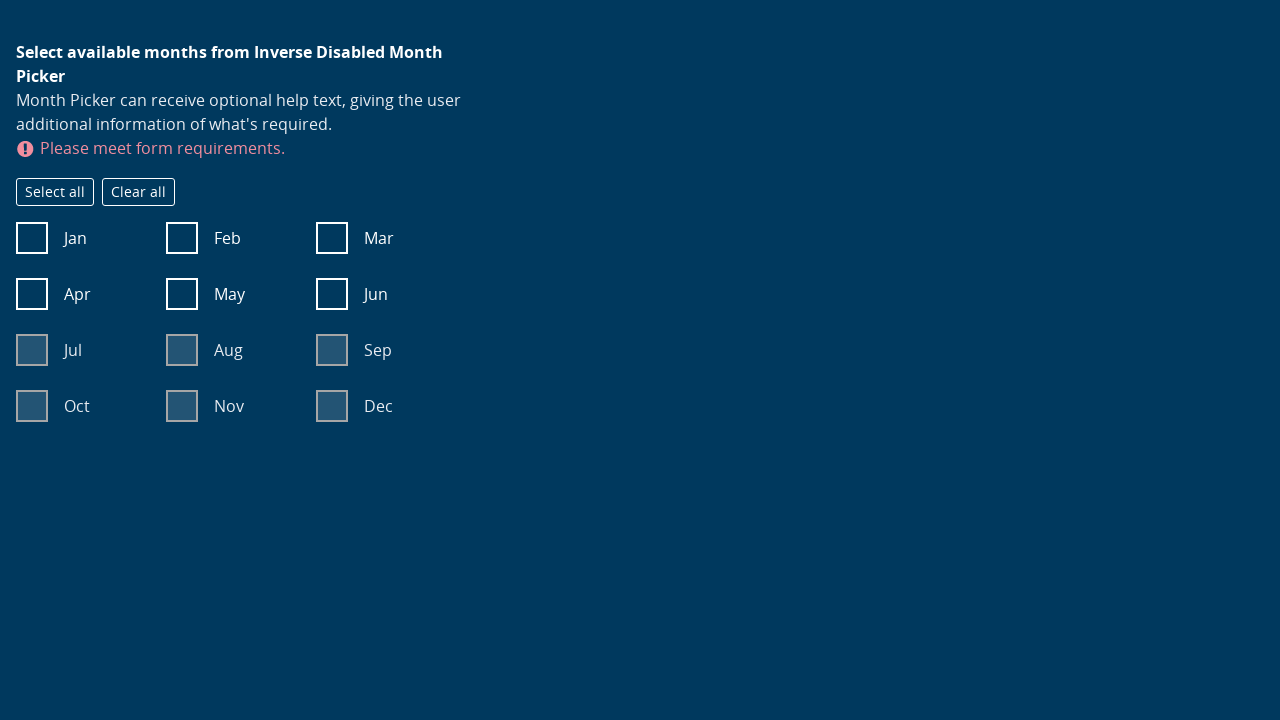 Select available months from Inverse Disabled Month
Picker
Month Picker can receive optional help text, giving the user
additional information of what's required.
Please meet form requirements.
Select all Clear all
Jan Feb Mar
Apr May Jun
Jul Aug Sep
Oct Nov Dec